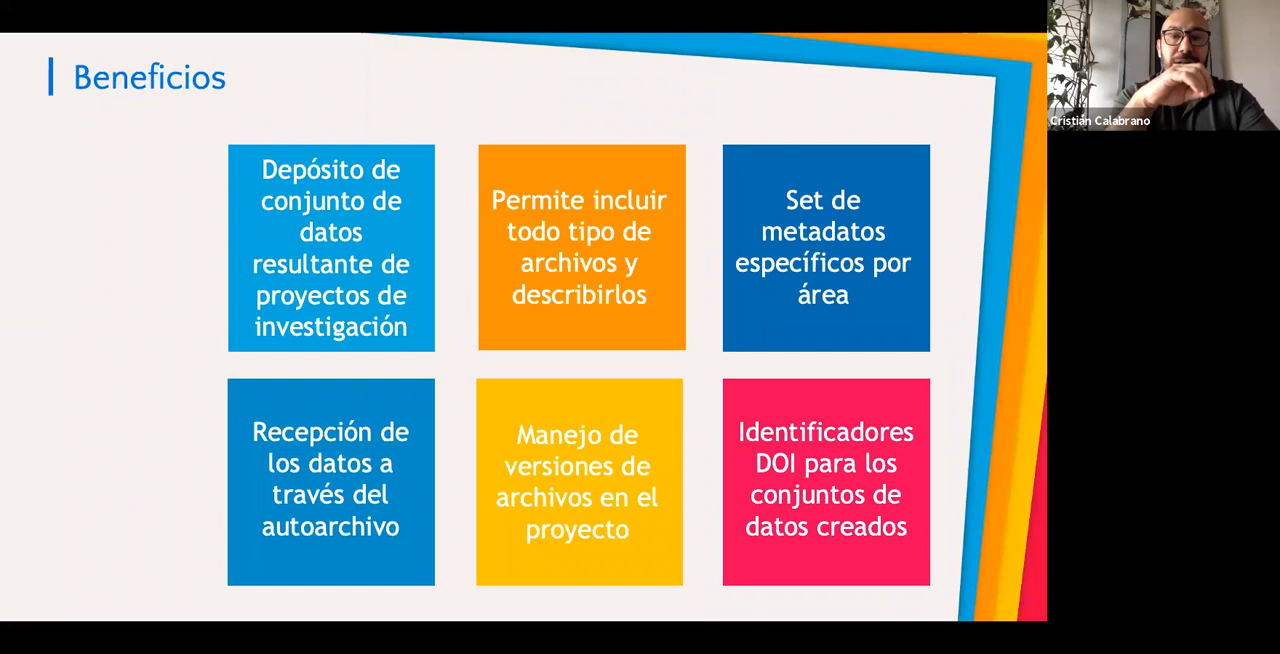 Beneficios
Cristian Calabrano
Depósito de
conjunto de
datos
resultante de
proyectos de
investigación
Permite incluir
todo tipo de
archivos y
describirlos
Set de
metadatos
específicos por
área
Recepción de
los datos a
través del
autoarchivo
Manejo de
versiones de
archivos en el
proyecto
Identificadores
DOI para los
conjuntos de
datos creados